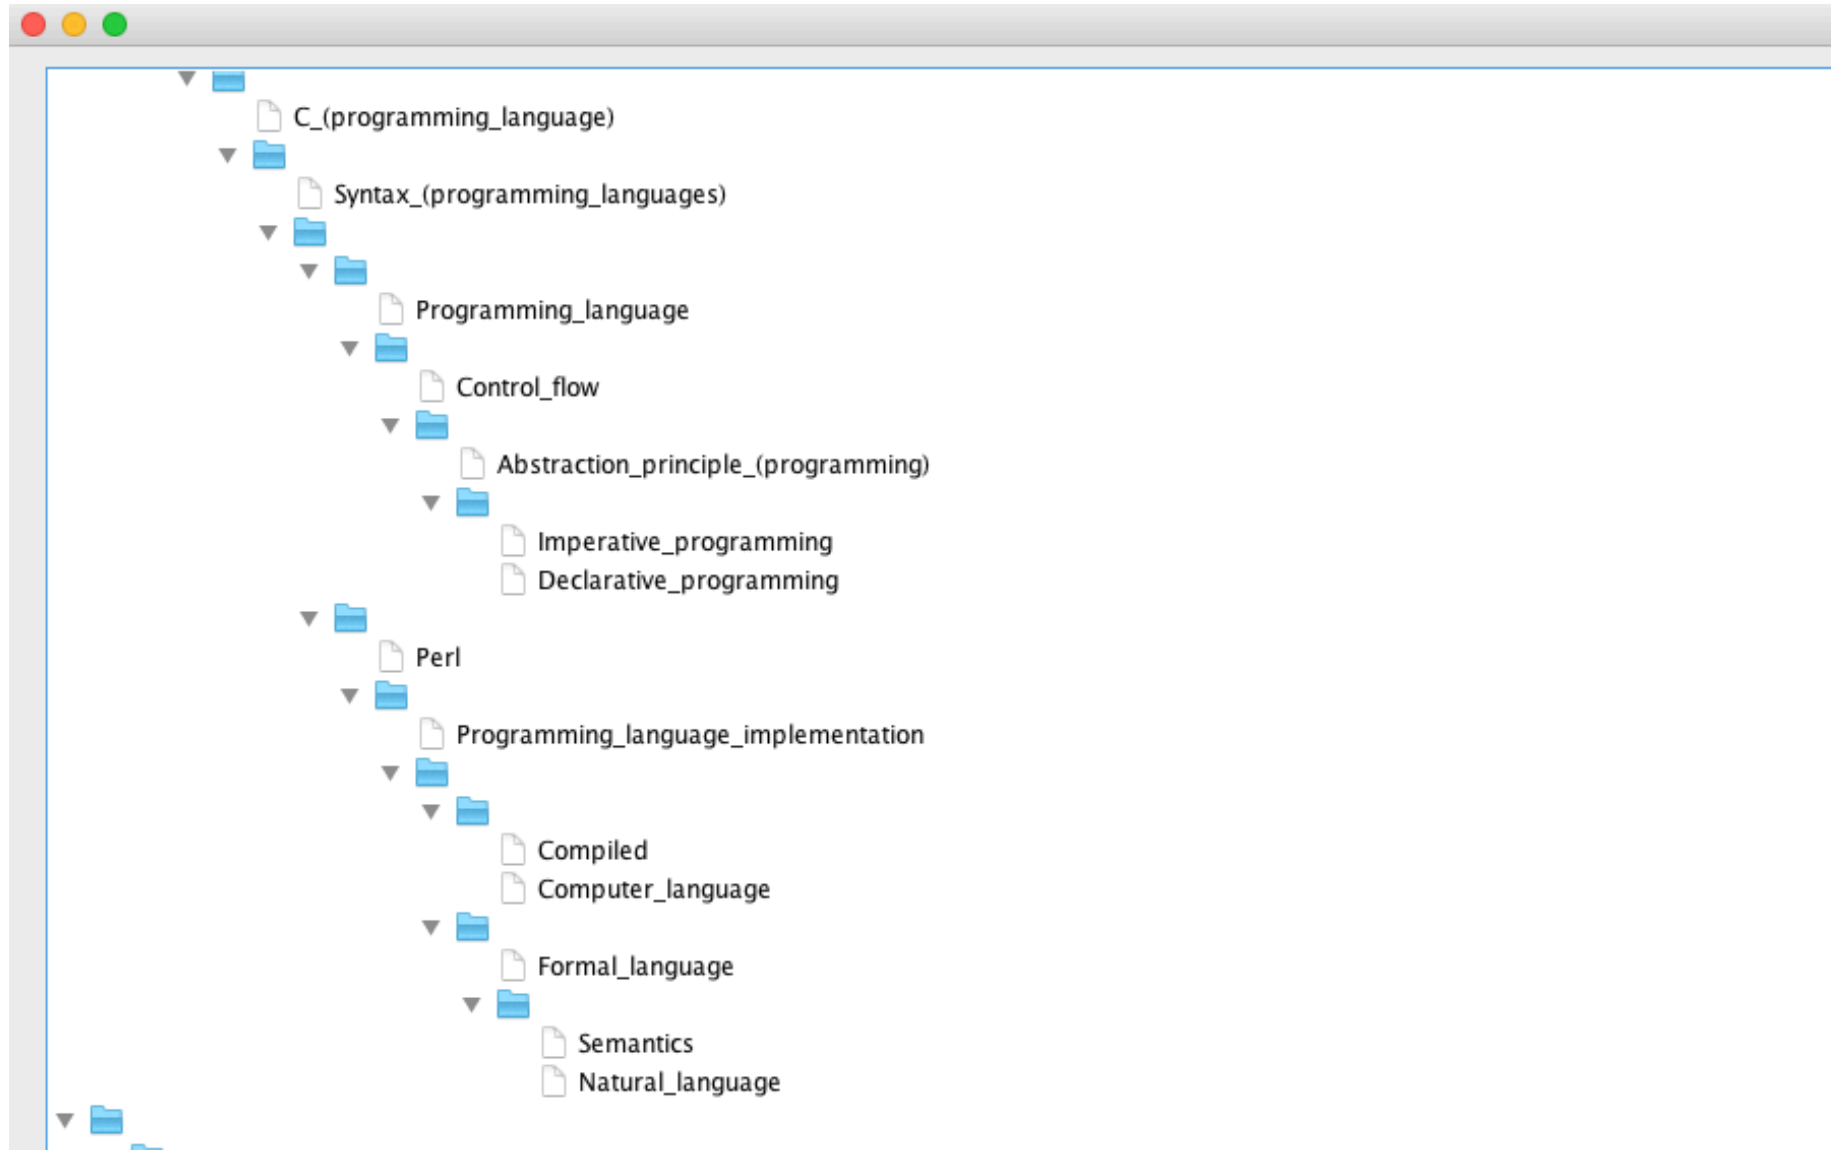 C_(programming_language)
Syntax_(programming_languages)
Programming_language
Control_flow
Abstraction_principle_(programming)
Imperative_programming
Declarative_programming
Perl
Programming_language_implementation
Compiled
Computer_language
Formal_language
Semantics
Natural_language